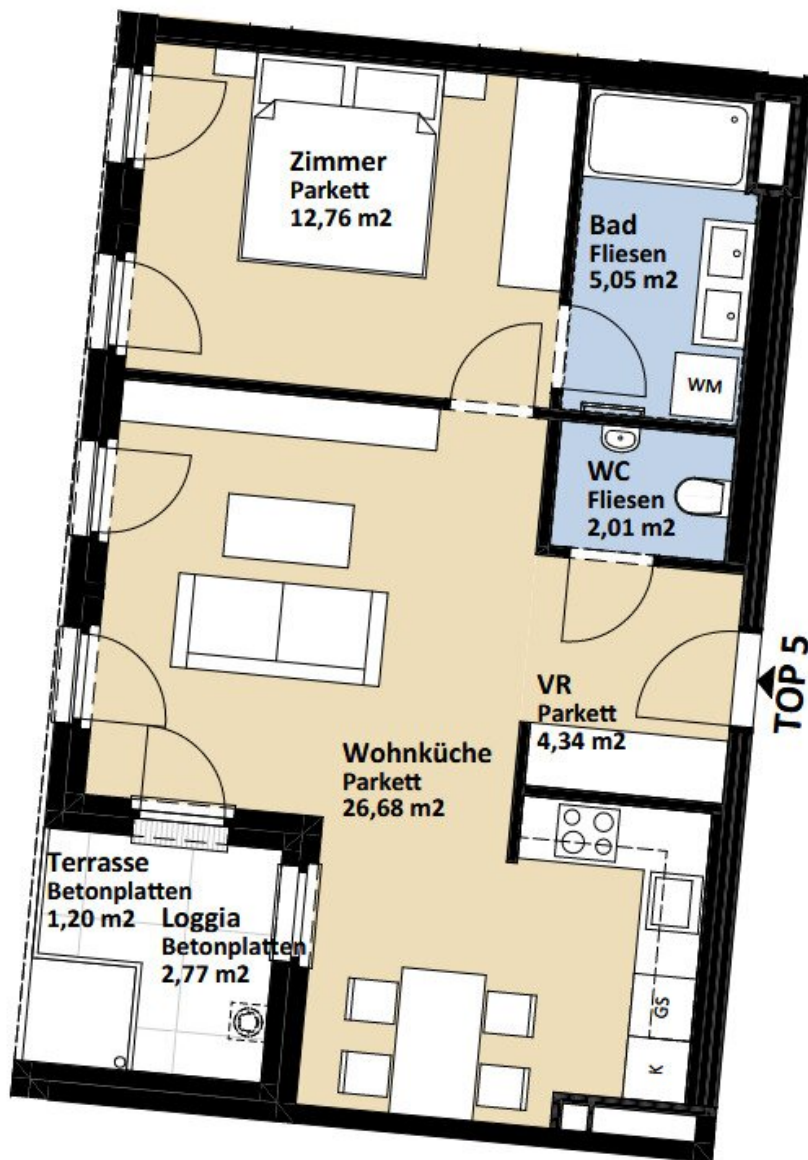 Zimmer
Parkett
12,76 m2
Bad
Fliesen
5,05 m2
WM
WC
Fliesen
2,01 m2
VR
Parkett
4,34 m2
TOP 5
Wohnküche
Parkett
26,68 m2
Terrasse
Betonplatten
1,20 m2
Loggia
Betonplatten
2,77 m2
GS
K